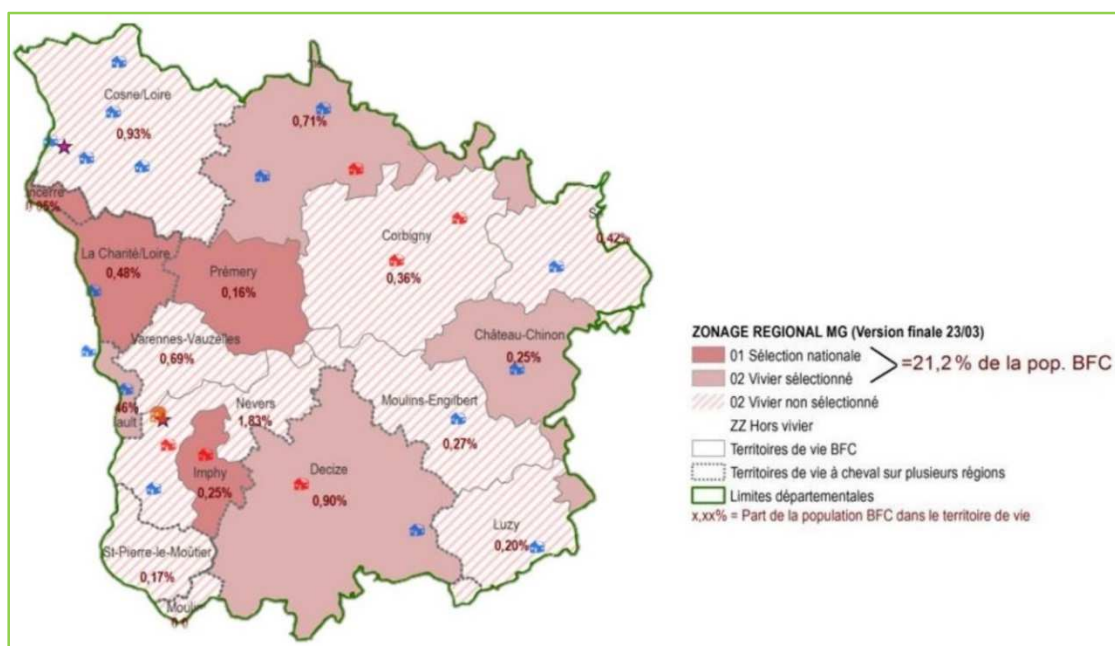 Cosne/Loire
0,93%
0,71%
La Charité/Loire
0,48%
Prémery
0,16%
Corbigny
0,36%
0,42%
Château-Chinon
0,25%
Varennes-Vauzelles
0,69%
Nevers
1,83%
Moulins-Engilbert
0,27%
Imphy
0,25%
Decize
0,90%
Luzy
0,20%
St-Pierre-le-Moûtier
0,17%
ZONAGE REGIONAL MG (Version finale 23/03)
01 Sélection nationale
02 Vivier sélectionné
=21,2 % de la pop. BFC
02 Vivier non sélectionné
ZZ Hors vivier
Territoires de vie BFC
Territoires de vie à cheval sur plusieurs régions
Limites départementales
x,xx% = Part de la population BFC dans le territoire de vie